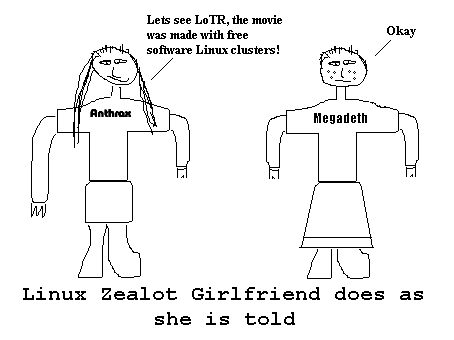 Lets see LoTR, the movie
was made with free
software Linux clusters!
Okay
Anthrax
Megadeth
Linux Zealot Girlfriend does as
she is told